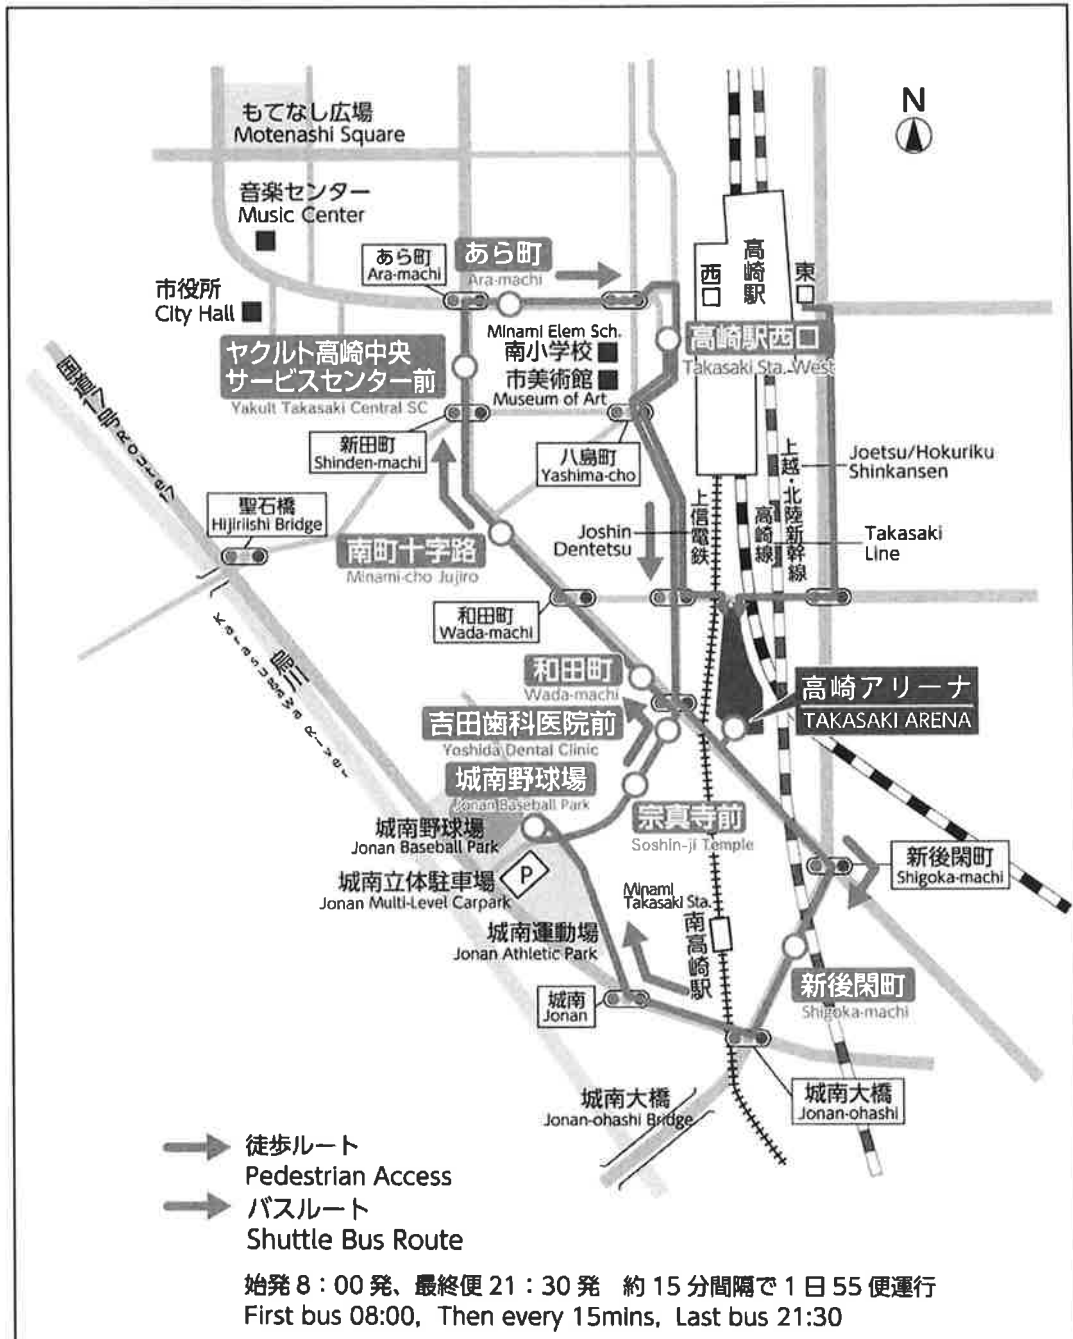 N
もてなし広場
Motenashi Square
音楽センター
Music Center
市役所
City Hall
あら町
Ara-machi
あら町
Ara-machi
西口
高崎駅
東口
高崎駅西口
Takasaki Sta. West
Minami Elem Sch.
南小学校
市美術館
Museum of Art
ヤクルト高崎中央
サービスセンター前
Yakult Takasaki Central SC
国道17号 Route17
新田町
Shinden-machi
八島町
Yashima-cho
上越・北陸新幹線
Joetsu/Hokuriku
Shinkansen
聖石橋
Hijiriishi Bridge
南町十字路
Minami-cho Jujiro
上信電鉄
Joshin
Dentetsu
高崎線
Takasaki
Line
和田町
Wada-machi
烏川
Karasugawa River
和田町
Wada-machi
高崎アリーナ
TAKASAKI ARENA
吉田歯科医院前
Yoshida Dental Clinic
城南野球場
Jonan Baseball Park
宗真寺前
Soshin-ji Temple
城南野球場
Jonan Baseball Park
城南立体駐車場
Jonan Multi-Level Carpark
P
新後閑町
Shigoka-machi
Minami
Takasaki Sta.
南高崎駅
城南運動場
Jonan Athletic Park
新後閑町
Shigoka-machi
城南
Jonan
城南大橋
Jonan-ohashi Bridge
城南大橋
Jonan-ohashi
徒歩ルート
Pedestrian Access
バスルート
Shuttle Bus Route
始発 8：00 発、最終便 21：30 発　約 15 分間隔で 1 日 55 便運行
First bus 08:00, Then every 15mins, Last bus 21:30